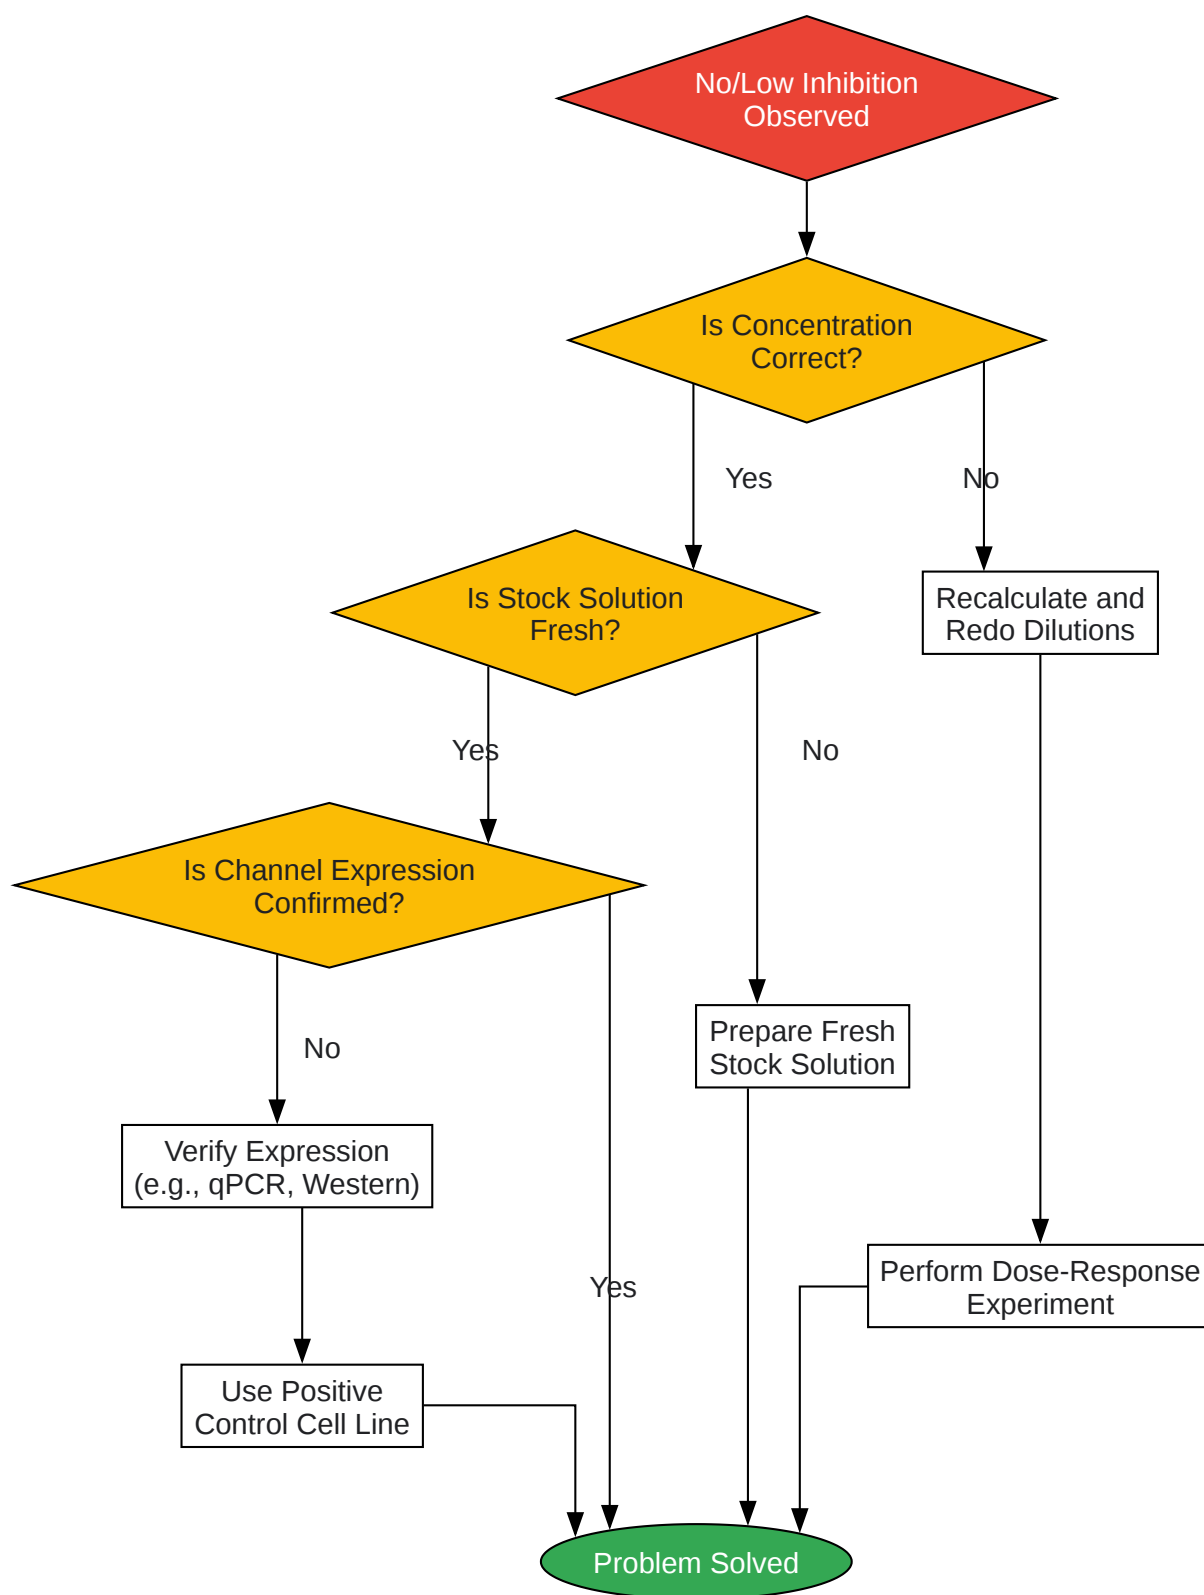 No/Low Inhibition
Observed
Is Concentration
Correct?
Yes
No
Is Stock Solution
Fresh?
Recalculate and
Redo Dilutions
Yes
No
Is Channel Expression
Confirmed?
Prepare Fresh
Stock Solution
No
Verify Expression
(e.g., qPCR, Western)
Yes
Perform Dose-Response
Experiment
Use Positive
Control Cell Line
Problem Solved